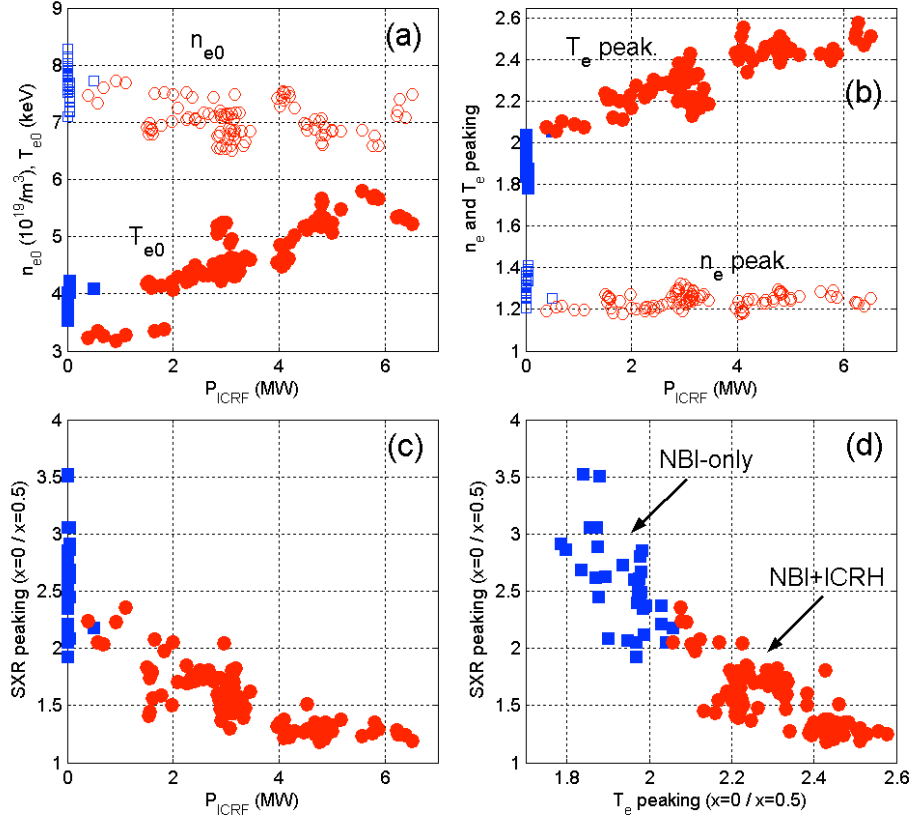 (a)
n_e0
T_e0
n_e0 (10^19/m^3), T_e0 (keV)
9
8
7
6
5
4
3
0 2 4 6
P_ICRF (MW)
(b)
T_e peak.
n_e peak.
n_e and T_e peaking
2.6
2.4
2.2
2
1.8
1.6
1.4
1.2
1
0 2 4 6
P_ICRF (MW)
(c)
SXR peaking (x=0 / x=0.5)
4
3.5
3
2.5
2
1.5
1
0 2 4 6
P_ICRF (MW)
(d)
NBI-only
NBI+ICRH
SXR peaking (x=0 / x=0.5)
4
3.5
3
2.5
2
1.5
1
1.8 2 2.2 2.4 2.6
T_e peaking (x=0 / x=0.5)